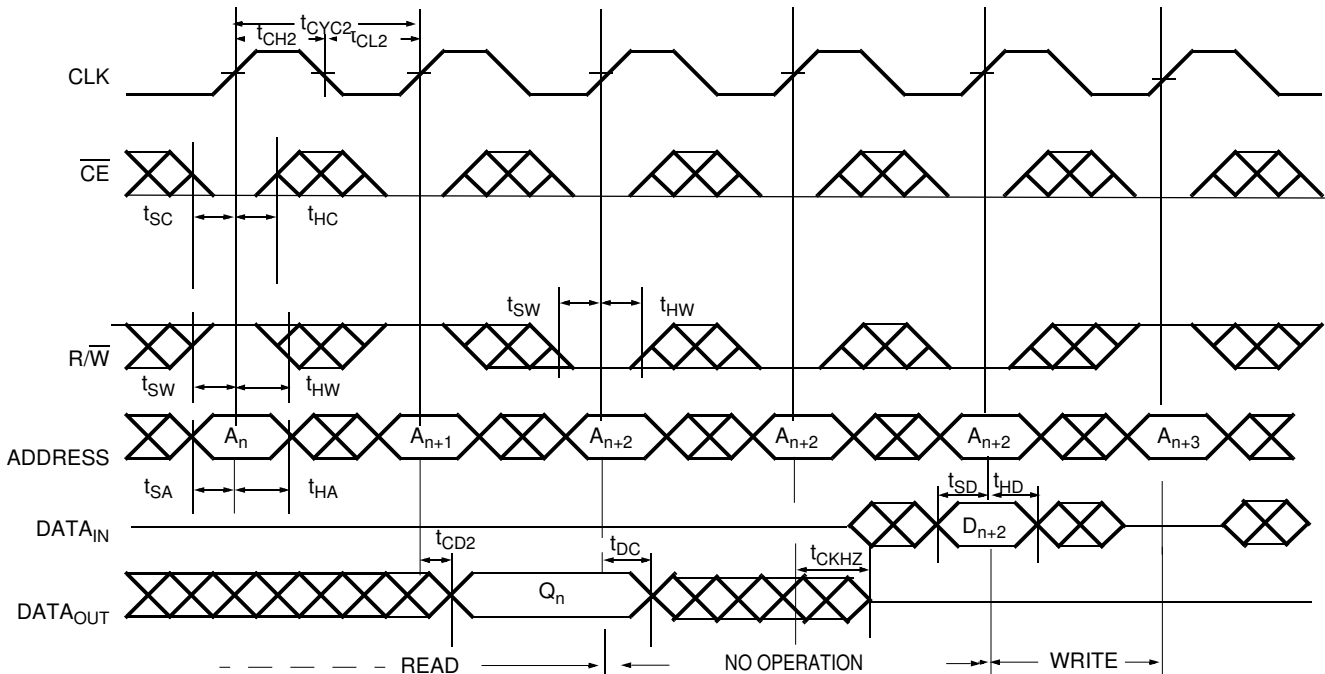 tCYC2
tCH2 tCL2
CLK
CE
tSC tHC
tSW tHW
R/W
tSW tHW
An An+1 An+2 An+2 An+2 An+3
ADDRESS
tSA tHA tSD tHD
DATAIN Dn+2
tCD2 tDC tCKHZ
DATAOUT Qn
READ NO OPERATION WRITE